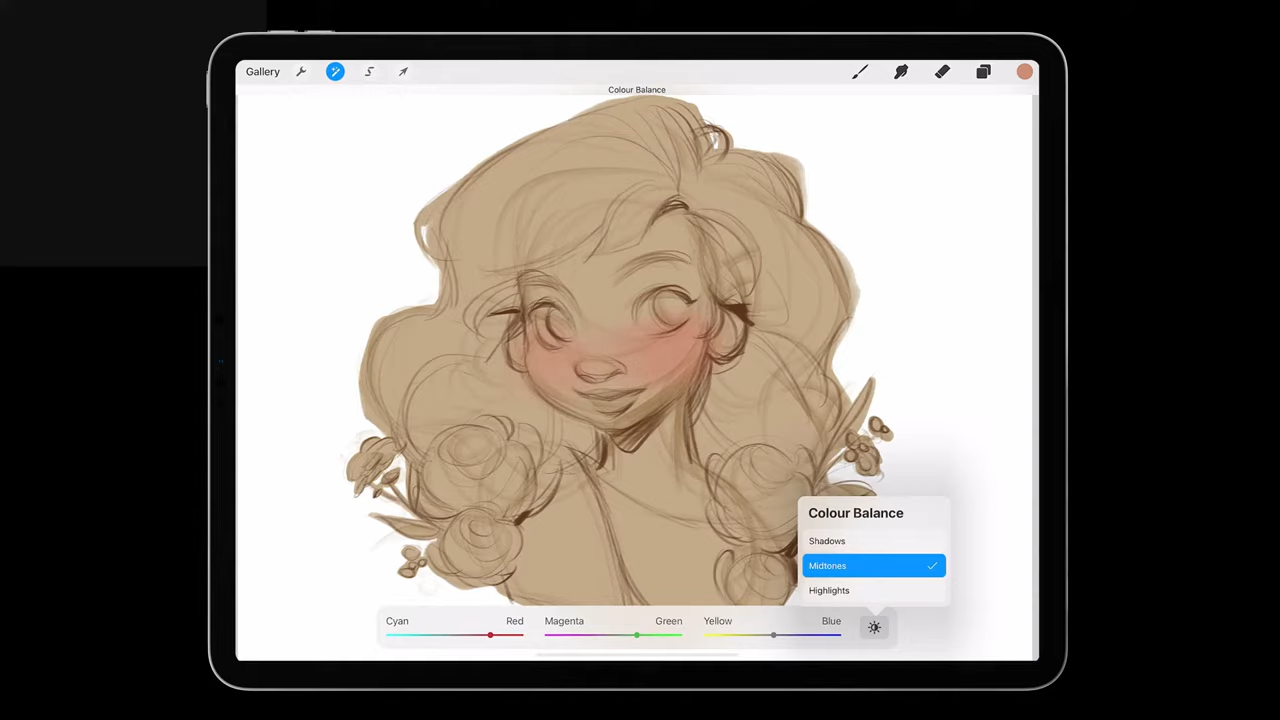 Gallery
Colour Balance
Colour Balance
Shadows
Midtones
Highlights
Cyan Red Magenta Green Yellow Blue